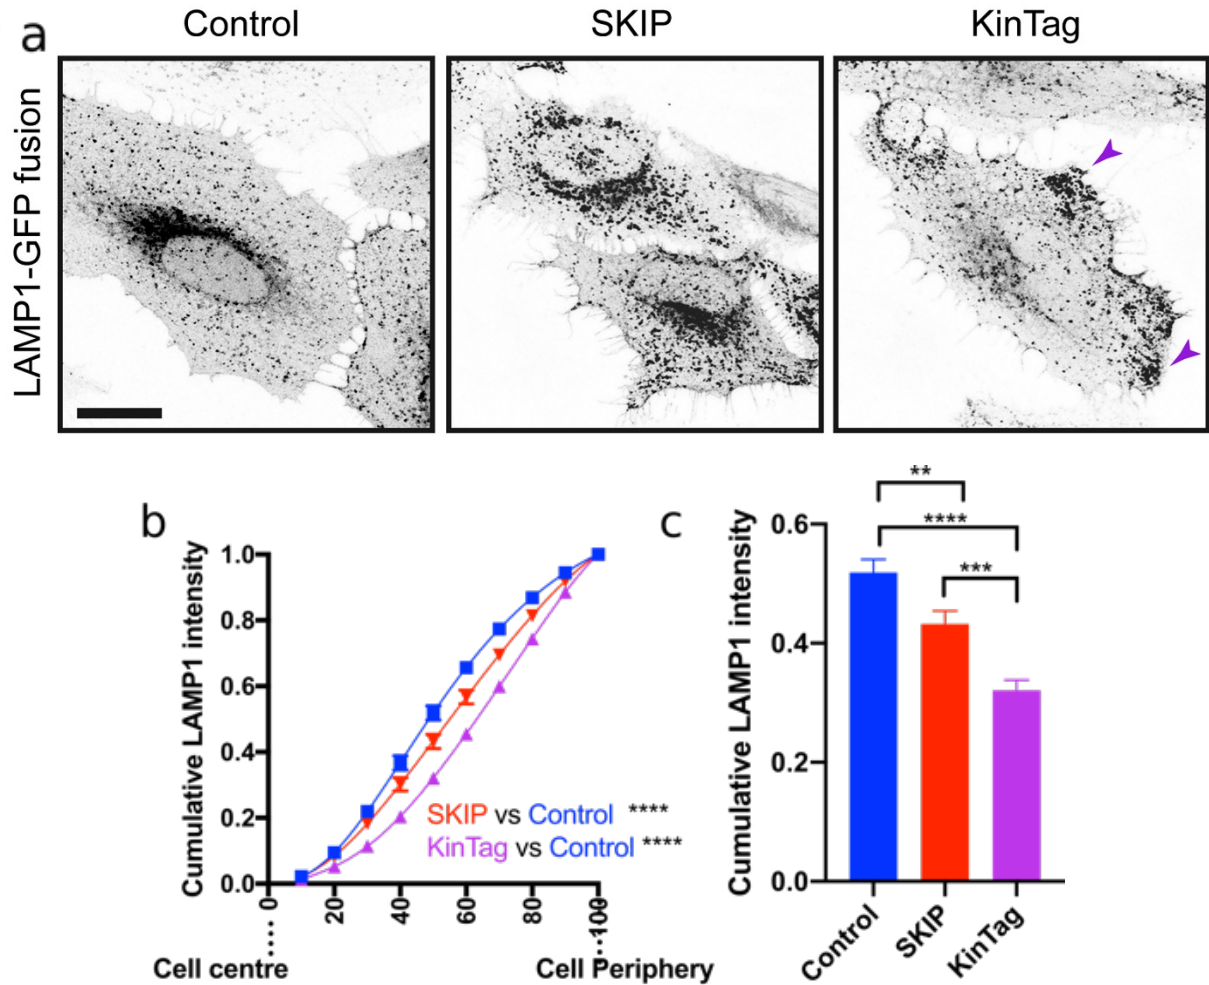 a
Control
SKIP
KinTag
LAMP1-GFP fusion
b
Cumulative LAMP1 intensity
1.0
0.8
0.6
0.4
0.2
0.0
SKIP vs Control ****
KinTag vs Control ****
0
20
40
60
80
100
Cell centre
Cell Periphery
c
Cumulative LAMP1 intensity
0.6
0.4
0.2
0.0
**
****
***
Control
SKIP
KinTag